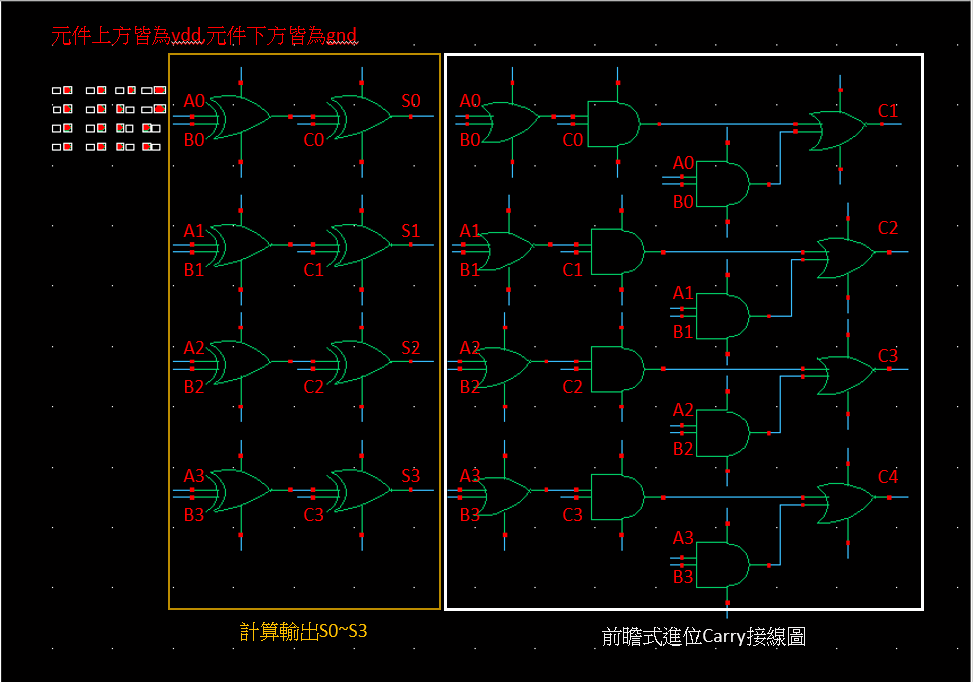 元件上方皆為vdd,元件下方皆為gnd
A0
B0
C0
S0
A0
B0
C0
A0
B0
C1
A1
B1
C1
S1
A1
B1
C1
A1
B1
C2
A2
B2
C2
S2
A2
B2
C2
A2
B2
C3
A3
B3
C3
S3
A3
B3
C3
A3
B3
C4
計算輸出S0~S3
前瞻式進位Carry接線圖